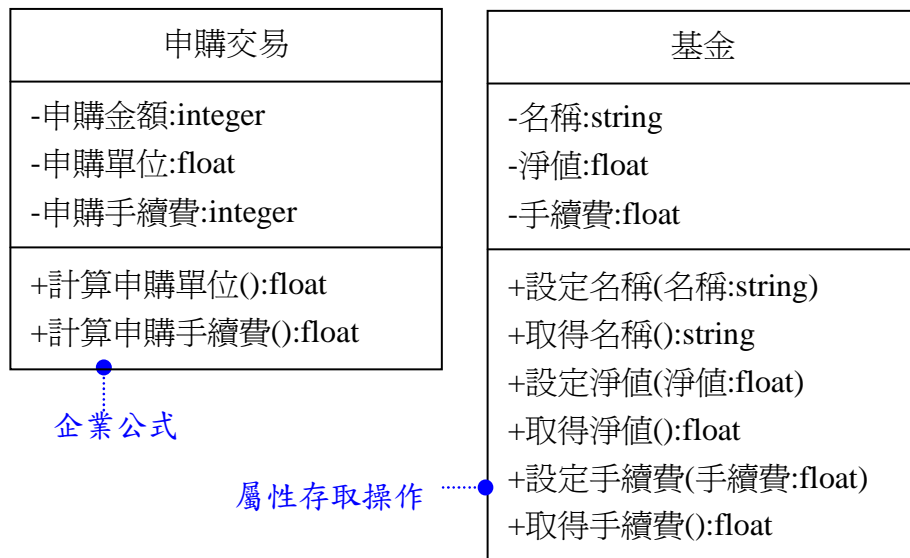 申購交易
-申購金額:integer
-申購單位:float
-申購手續費:integer
+計算申購單位():float
+計算申購手續費():float
企業公式
基金
-名稱:string
-淨值:float
-手續費:float
+設定名稱(名稱:string)
+取得名稱():string
+設定淨值(淨值:float)
+取得淨值():float
+設定手續費(手續費:float)
+取得手續費():float
屬性存取操作